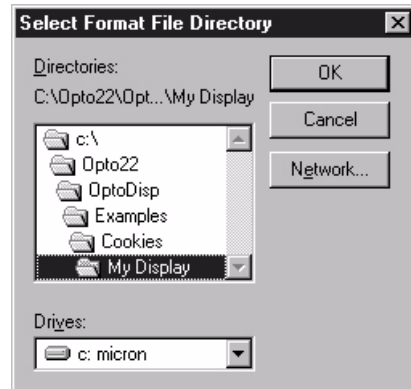 Select Format File Directory
Directories:
C:\Opto22\Opt...\My Display
OK
Cancel
Network...
c:\
Opto22
OptoDisp
Examples
Cookies
My Display
Drives:
c: micron